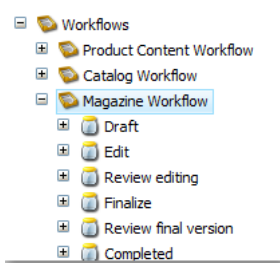 Workflows
Product Content Workflow
Catalog Workflow
Magazine Workflow
Draft
Edit
Review editing
Finalize
Review final version
Completed